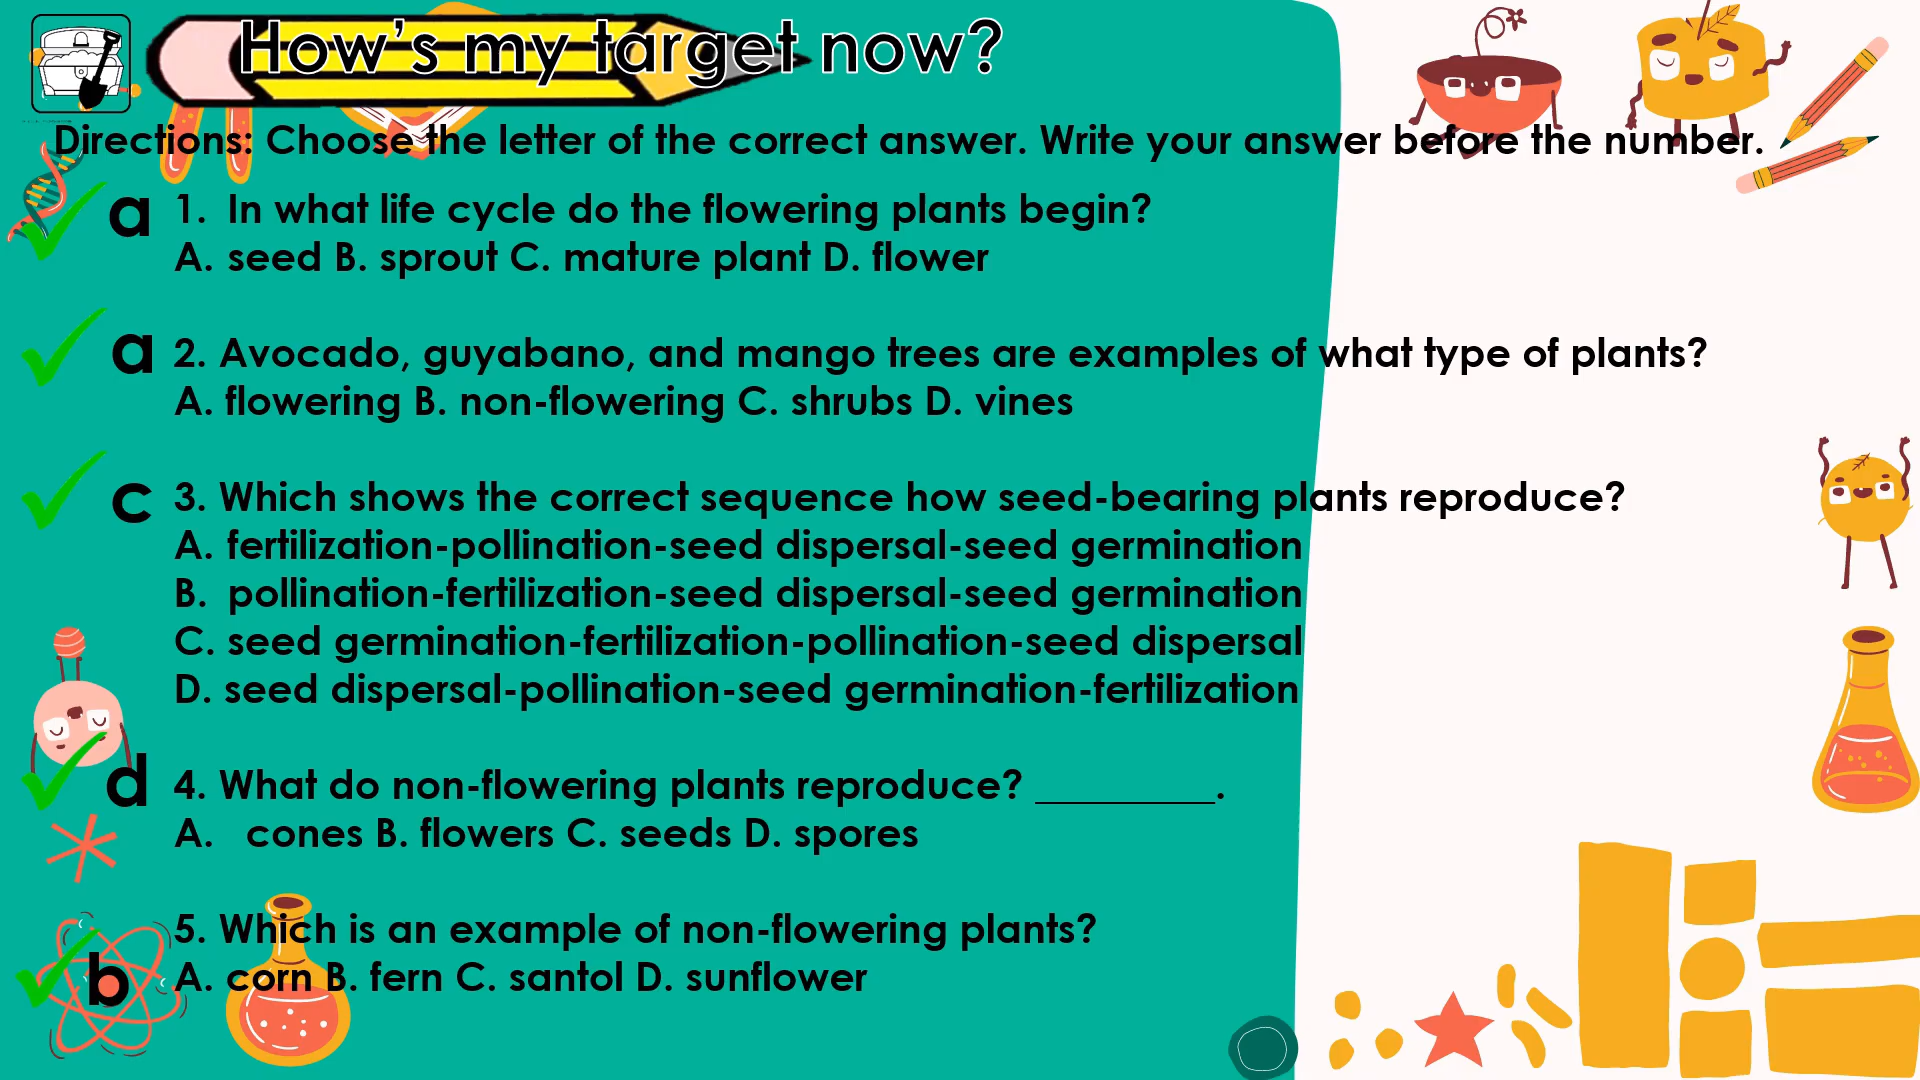 How's my target now?
Directions: Choose the letter of the correct answer. Write your answer before the number.
a 1. In what life cycle do the flowering plants begin?
A. seed B. sprout C. mature plant D. flower
a 2. Avocado, guyabano, and mango trees are examples of what type of plants?
A. flowering B. non-flowering C. shrubs D. vines
c 3. Which shows the correct sequence how seed-bearing plants reproduce?
A. fertilization-pollination-seed dispersal-seed germination
B. pollination-fertilization-seed dispersal-seed germination
C. seed germination-fertilization-pollination-seed dispersal
D. seed dispersal-pollination-seed germination-fertilization
d 4. What do non-flowering plants reproduce? _________.
A. cones B. flowers C. seeds D. spores
5. Which is an example of non-flowering plants?
b A. corn B. fern C. santol D. sunflower